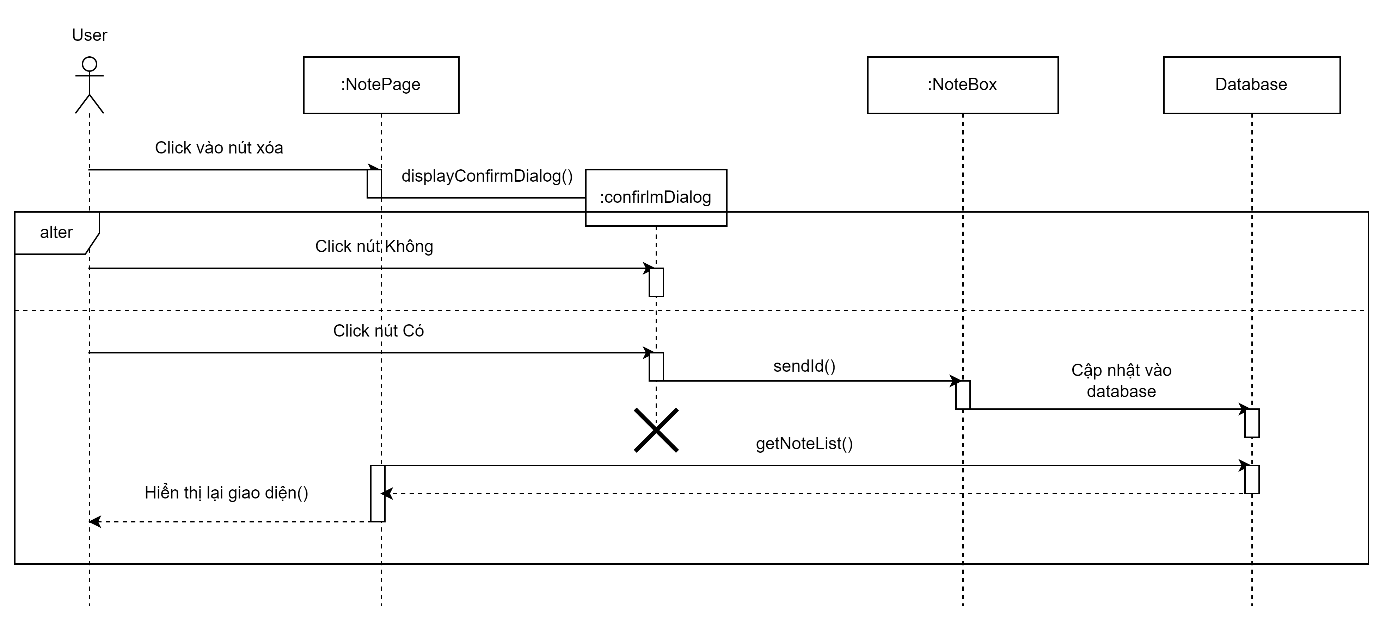 User
:NotePage
:NoteBox
Database
Click vào nút xóa
displayConfirmDialog()
:confirlmDialog
alter
Click nút Không
Click nút Có
sendId()
Cập nhật vào
database
getNoteList()
Hiển thị lại giao diện()